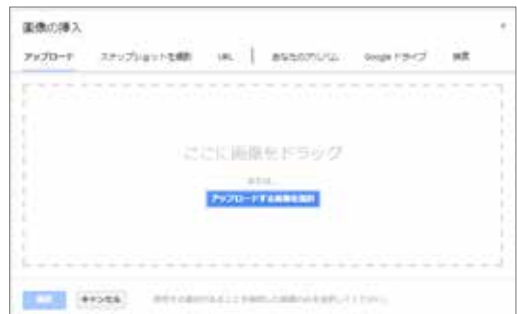 画像の挿入
アップロード スナップショットを撮影 URL あなたのアルバム Google ドライブ 検索
ここに画像をドラッグ
または
アップロードする画像を選択
選択 キャンセル